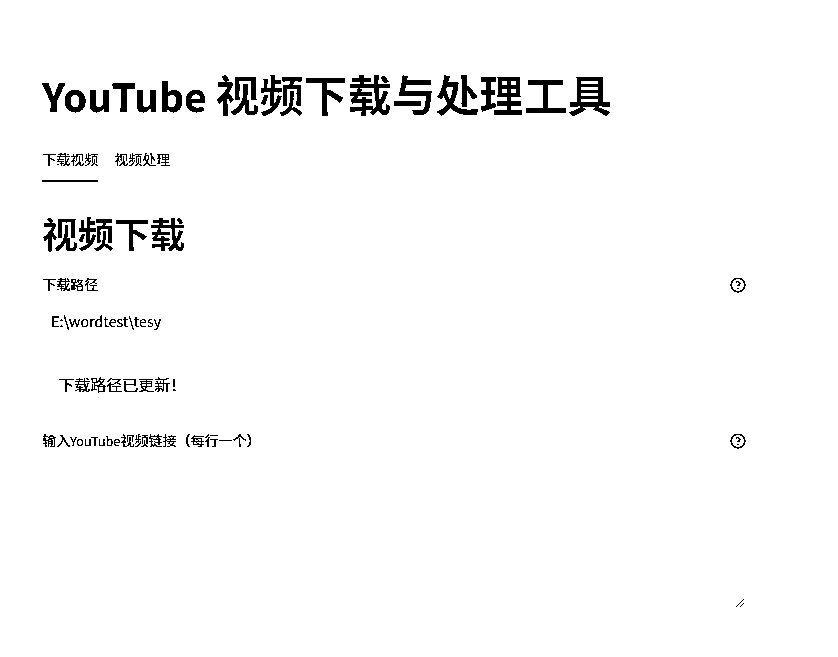 YouTube 视频下载与处理工具
下载视频 视频处理
视频下载
下载路径
E:\wordtest\tesy
下载路径已更新！
输入YouTube视频链接（每行一个）